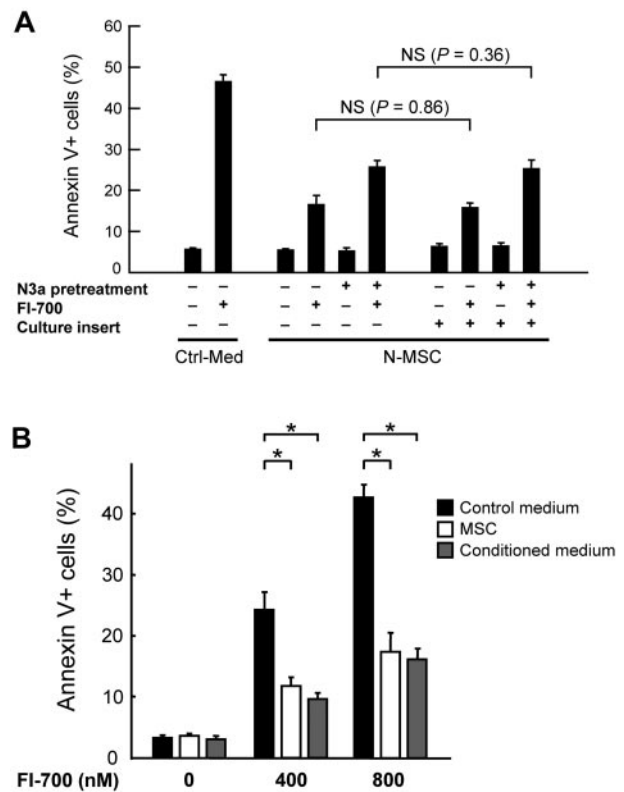 A
Annexin V+ cells (%)
60
50
40
30
20
10
0
NS (P = 0.36)
NS (P = 0.86)
N3a pretreatment – – – – + + – – + +
FI-700 – + – + – + – + – +
Culture insert – – – – – – + + + +
Ctrl-Med N-MSC
B
Annexin V+ cells (%)
40
30
20
10
0
* *
* *
Control medium
MSC
Conditioned medium
FI-700 (nM) 0 400 800